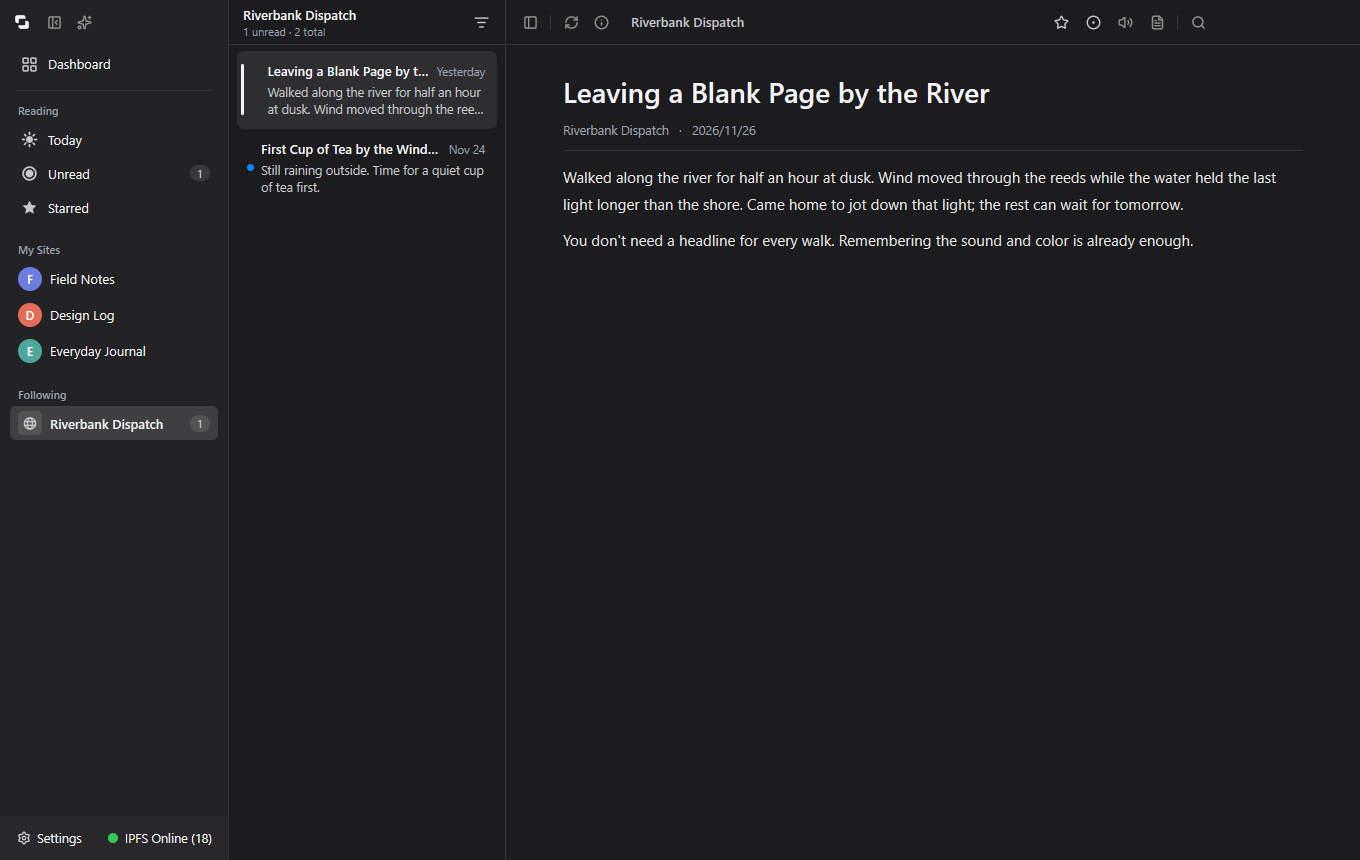 Dashboard
Reading
Today
Unread 1
Starred
My Sites
F Field Notes
D Design Log
E Everyday Journal
Following
Riverbank Dispatch 1
Settings
IPFS Online (18)
Riverbank Dispatch
1 unread · 2 total
Leaving a Blank Page by t... Yesterday
Walked along the river for half an hour
at dusk. Wind moved through the ree...
First Cup of Tea by the Wind... Nov 24
Still raining outside. Time for a quiet cup
of tea first.
Riverbank Dispatch
Leaving a Blank Page by the River
Riverbank Dispatch · 2026/11/26
Walked along the river for half an hour at dusk. Wind moved through the reeds while the water held the last
light longer than the shore. Came home to jot down that light; the rest can wait for tomorrow.
You don't need a headline for every walk. Remembering the sound and color is already enough.